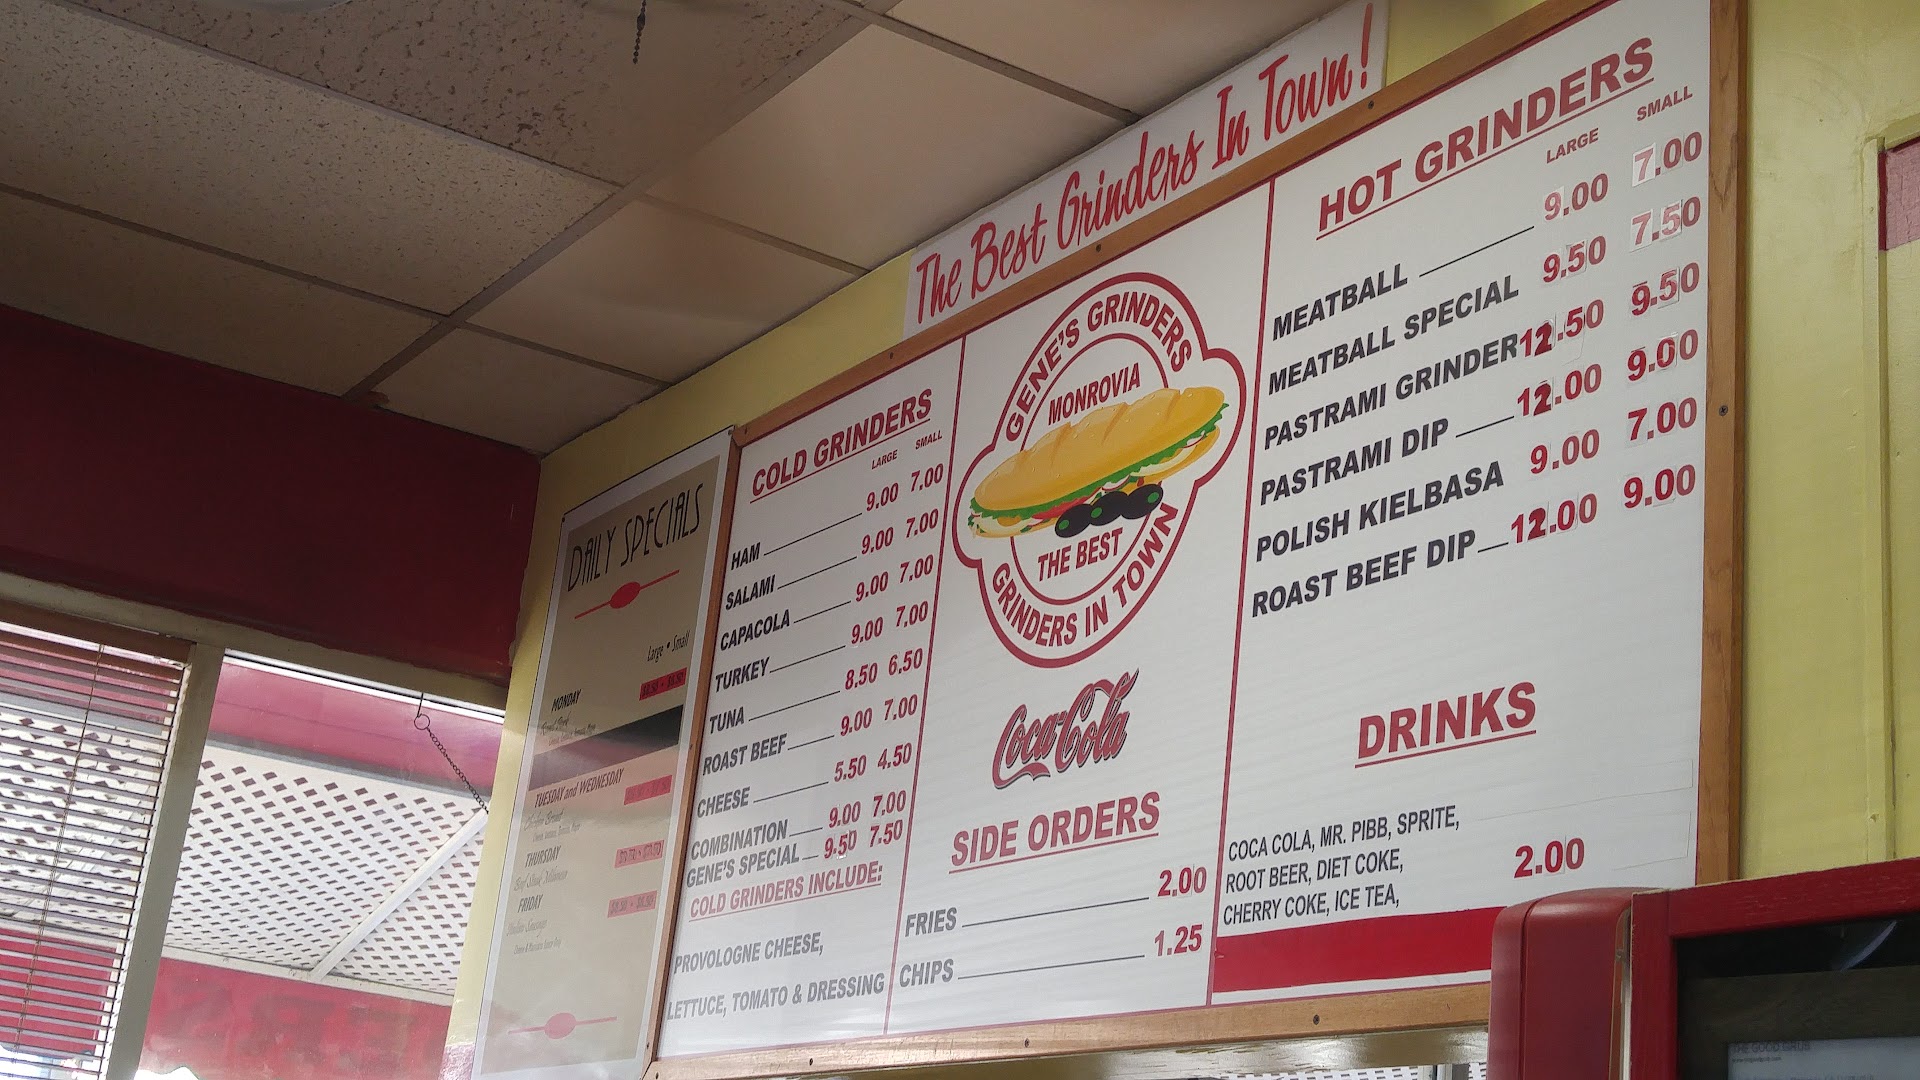 The Best Grinders In Town!
DAILY SPECIALS
Large • Small
MONDAY
TUESDAY and WEDNESDAY
THURSDAY
FRIDAY
COLD GRINDERS
LARGE SMALL
HAM 9.00 7.00
SALAMI 9.00 7.00
CAPACOLA 9.00 7.00
TURKEY 9.00 7.00
TUNA 8.50 6.50
ROAST BEEF 9.00 7.00
CHEESE 5.50 4.50
COMBINATION 9.00 7.00
GENE'S SPECIAL 9.50 7.50
COLD GRINDERS INCLUDE:
PROVOLOGNE CHEESE,
LETTUCE, TOMATO & DRESSING
GENE'S GRINDERS
MONROVIA
THE BEST
GRINDERS IN TOWN
Coca-Cola
SIDE ORDERS
FRIES 2.00
CHIPS 1.25
HOT GRINDERS
LARGE SMALL
MEATBALL 9.00 7.00
MEATBALL SPECIAL 9.50 7.50
PASTRAMI GRINDER 12.50 9.50
PASTRAMI DIP 12.00 9.00
POLISH KIELBASA 9.00 7.00
ROAST BEEF DIP 12.00 9.00
DRINKS
COCA COLA, MR. PIBB, SPRITE,
ROOT BEER, DIET COKE, 2.00
CHERRY COKE, ICE TEA,